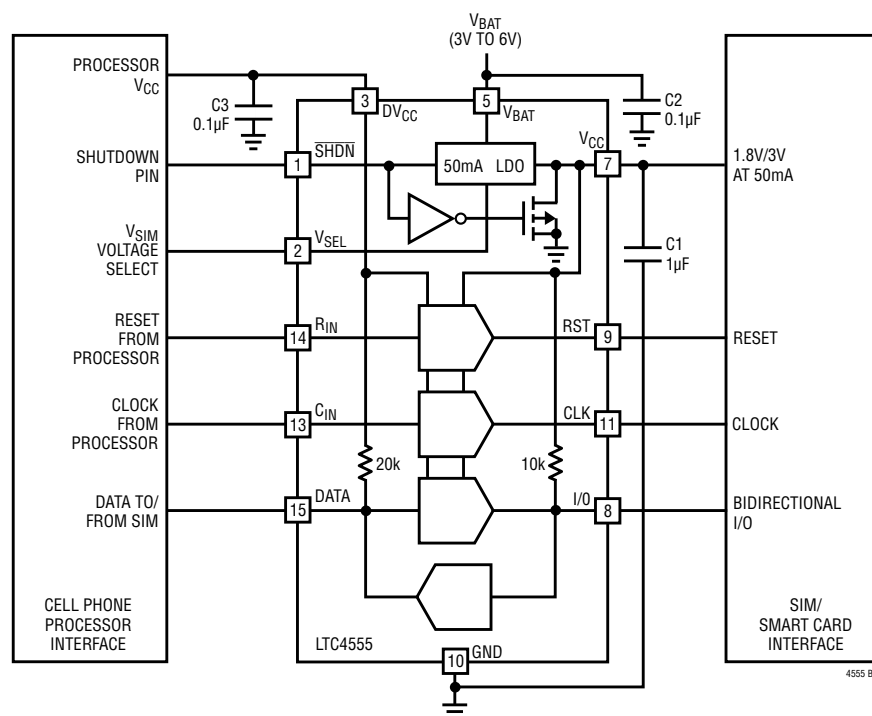 PROCESSOR
VCC
C3
0.1µF
3
DVCC
VBAT
(3V TO 6V)
5
VBAT
C2
0.1µF
SHUTDOWN
PIN
1
SHDN
50mA LDO
VCC
7
1.8V/3V
AT 50mA
VSIM
VOLTAGE
SELECT
2
VSEL
C1
1µF
RESET
FROM
PROCESSOR
14
RIN
RST
9
RESET
CLOCK
FROM
PROCESSOR
13
CIN
CLK
11
CLOCK
20k
10k
DATA TO/
FROM SIM
15
DATA
I/O
8
BIDIRECTIONAL
I/O
CELL PHONE
PROCESSOR
INTERFACE
LTC4555
10
GND
SIM/
SMART CARD
INTERFACE
4555 B